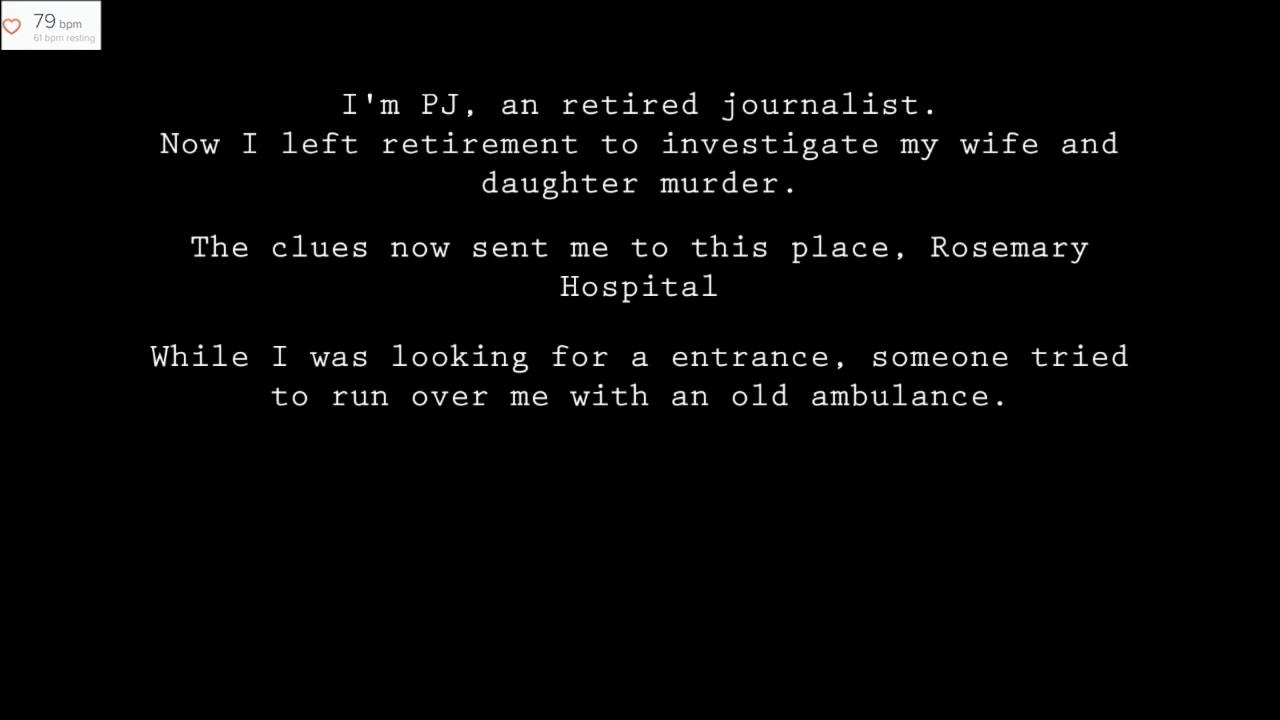 79 bpm
61 bpm resting
I'm PJ, an retired journalist.
Now I left retirement to investigate my wife and
daughter murder.
The clues now sent me to this place, Rosemary
Hospital
While I was looking for a entrance, someone tried
to run over me with an old ambulance.